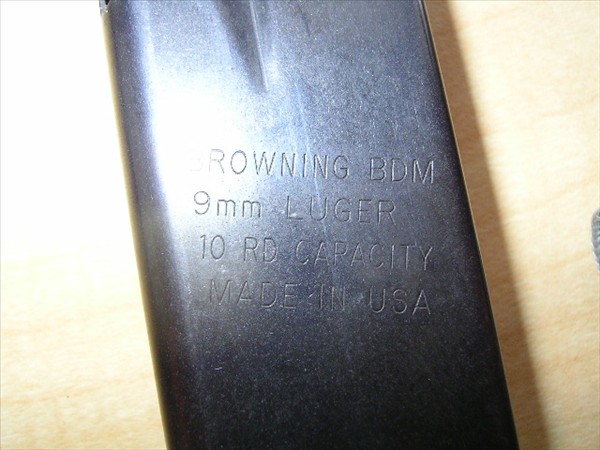 BROWNING BDM
9mm LUGER
10 RD CAPACITY
MADE IN USA